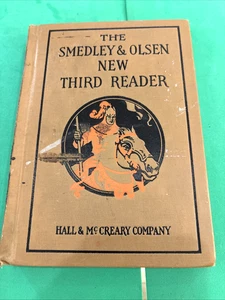 THE
SMEDLEY & OLSEN
NEW
THIRD READER
HALL & McCREARY COMPANY